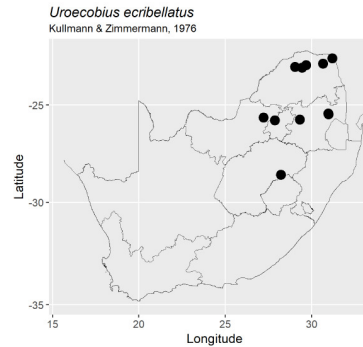 Uroecobius ecribellatus
Kullmann & Zimmermann, 1976
-25
-30
-35
Latitude
15
20
25
30
Longitude